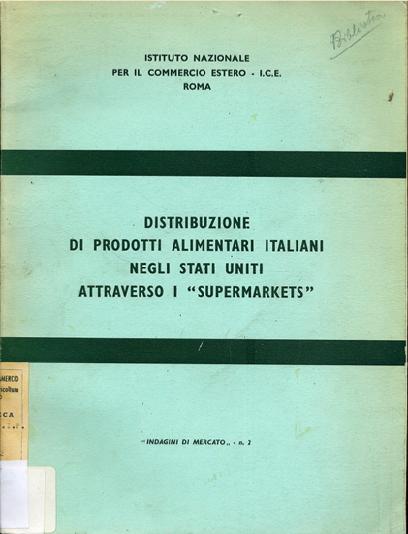 Biblioteca
ISTITUTO NAZIONALE
PER IL COMMERCIO ESTERO - I.C.E.
ROMA
DISTRIBUZIONE
DI PRODOTTI ALIMENTARI ITALIANI
NEGLI STATI UNITI
ATTRAVERSO I “SUPERMARKETS”
"INDAGINI DI MERCATO„ - n. 2